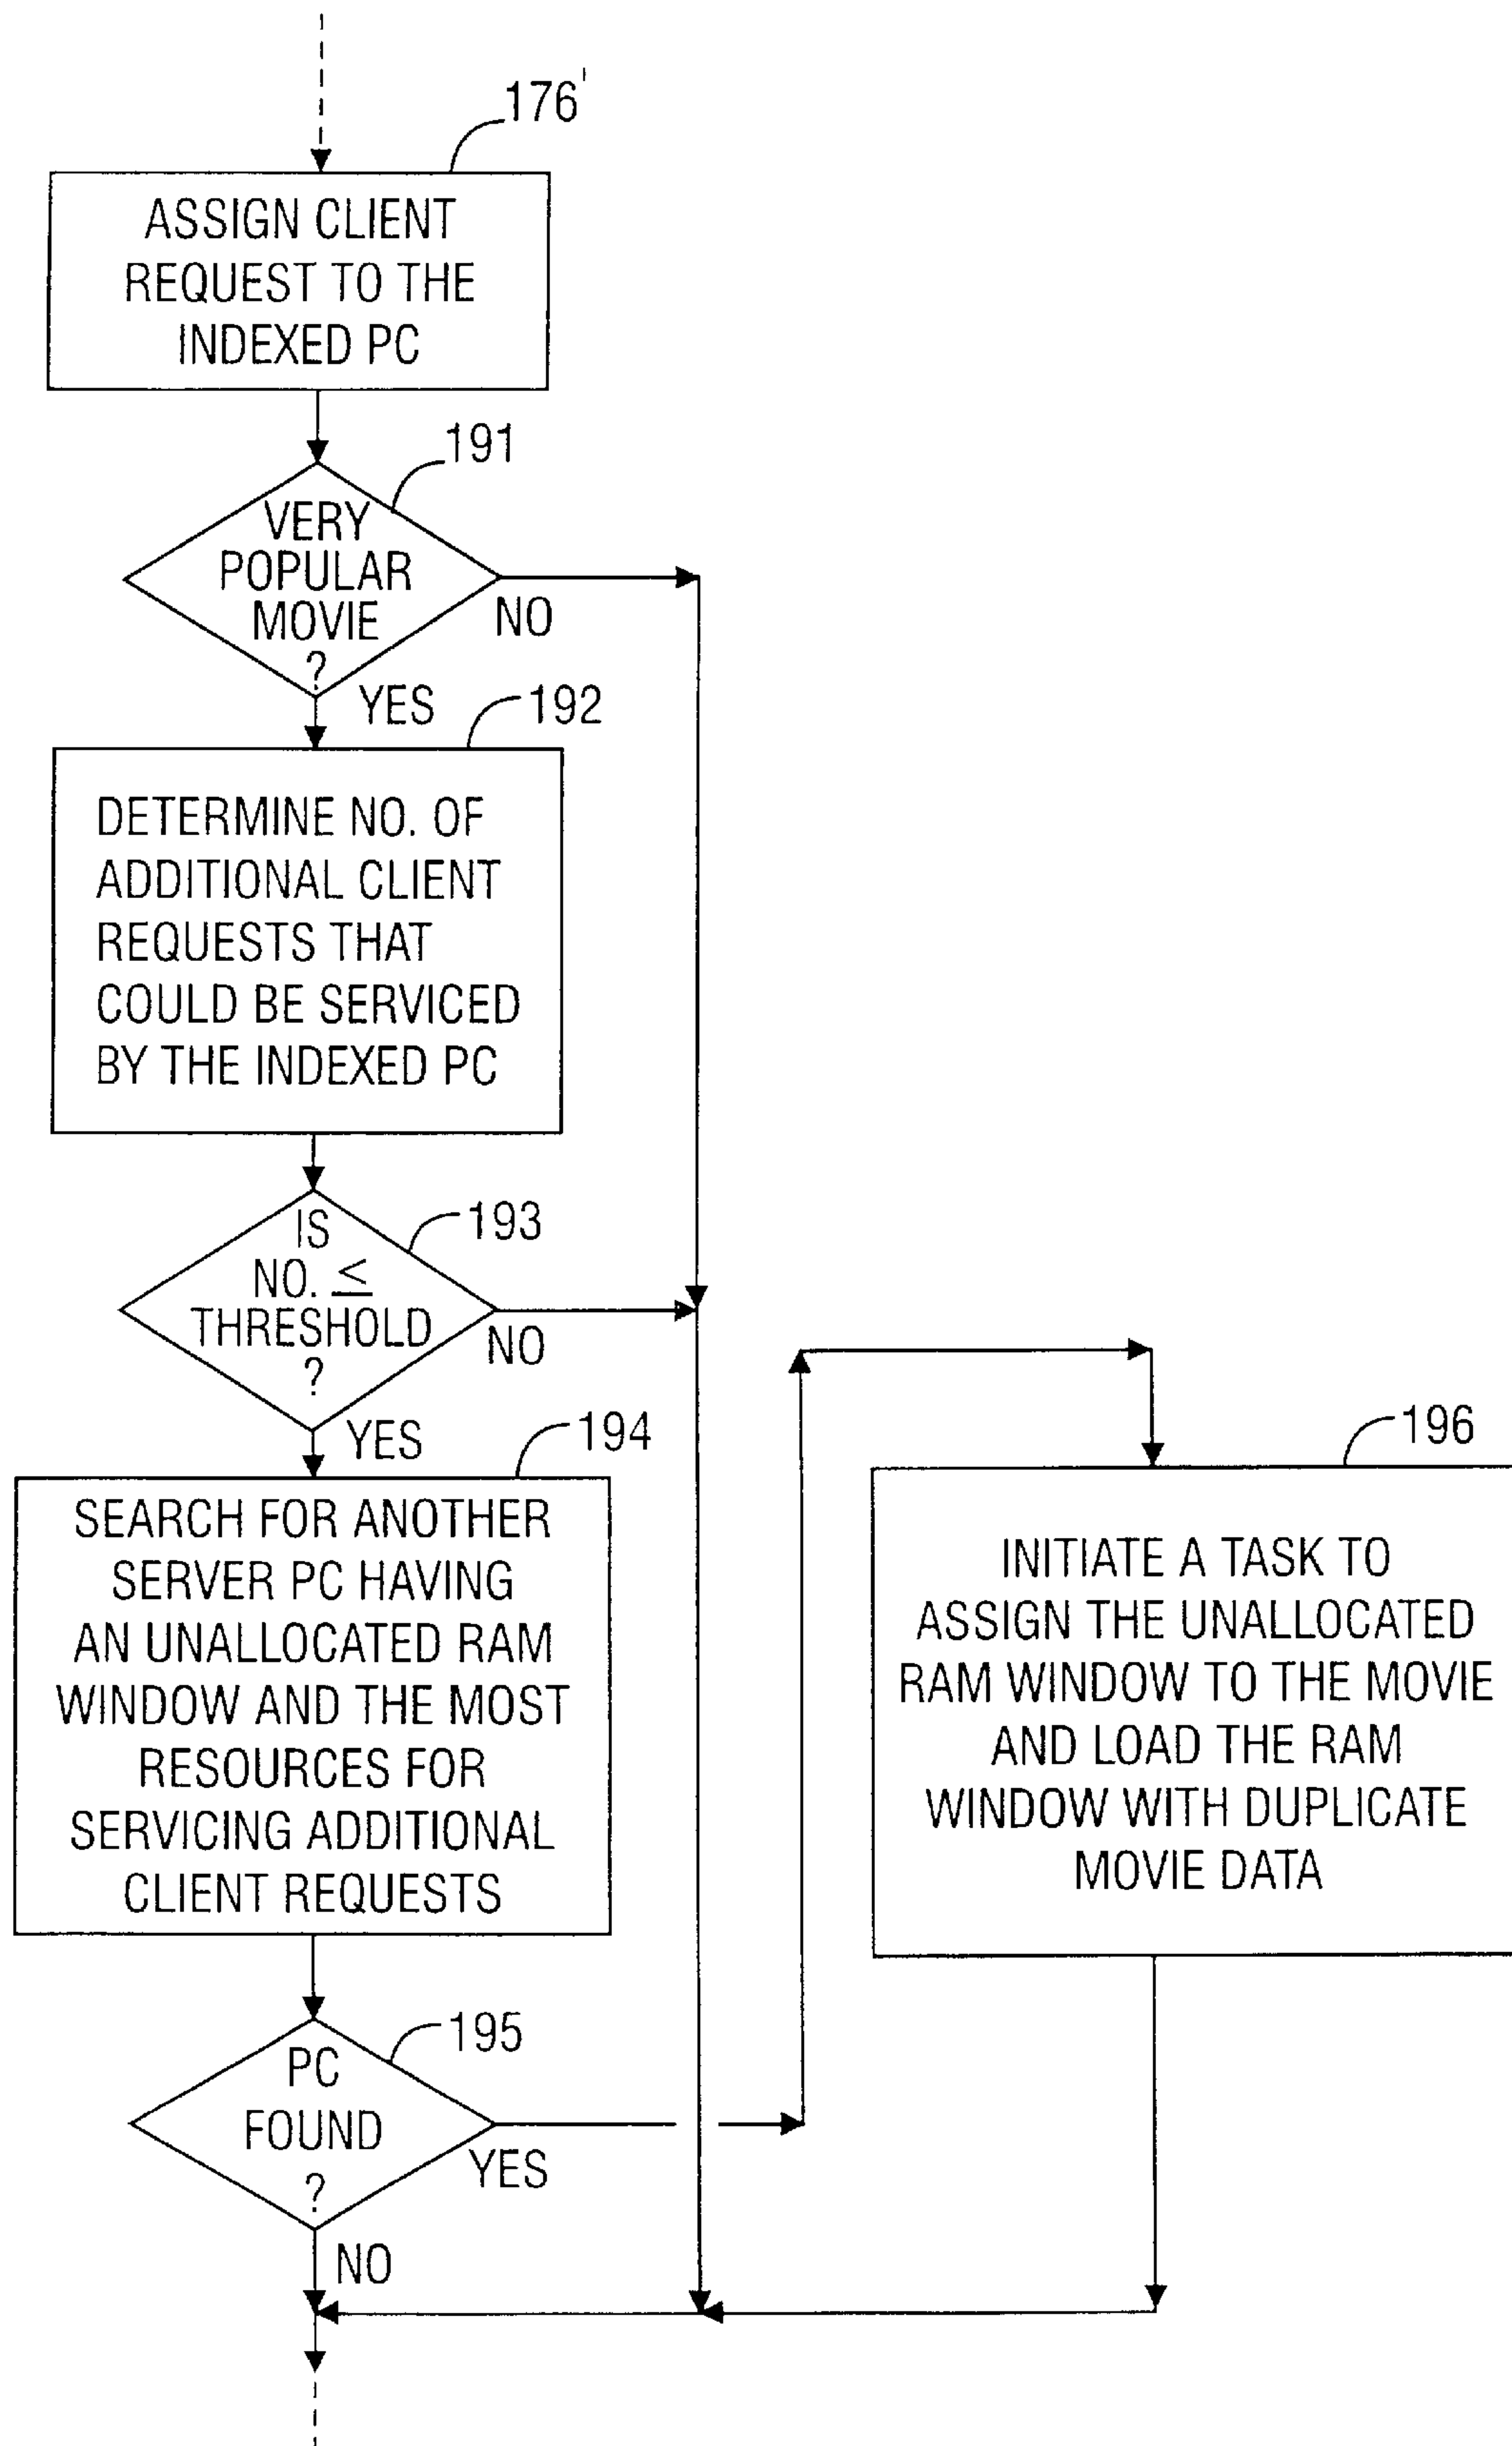 176'
ASSIGN CLIENT
REQUEST TO THE
INDEXED PC
191
VERY
POPULAR
MOVIE
?
NO
YES
192
DETERMINE NO. OF
ADDITIONAL CLIENT
REQUESTS THAT
COULD BE SERVICED
BY THE INDEXED PC
193
IS
NO. ≤
THRESHOLD
?
NO
YES
194
SEARCH FOR ANOTHER
SERVER PC HAVING
AN UNALLOCATED RAM
WINDOW AND THE MOST
RESOURCES FOR
SERVICING ADDITIONAL
CLIENT REQUESTS
196
INITIATE A TASK TO
ASSIGN THE UNALLOCATED
RAM WINDOW TO THE MOVIE
AND LOAD THE RAM
WINDOW WITH DUPLICATE
MOVIE DATA
195
PC
FOUND
?
YES
NO